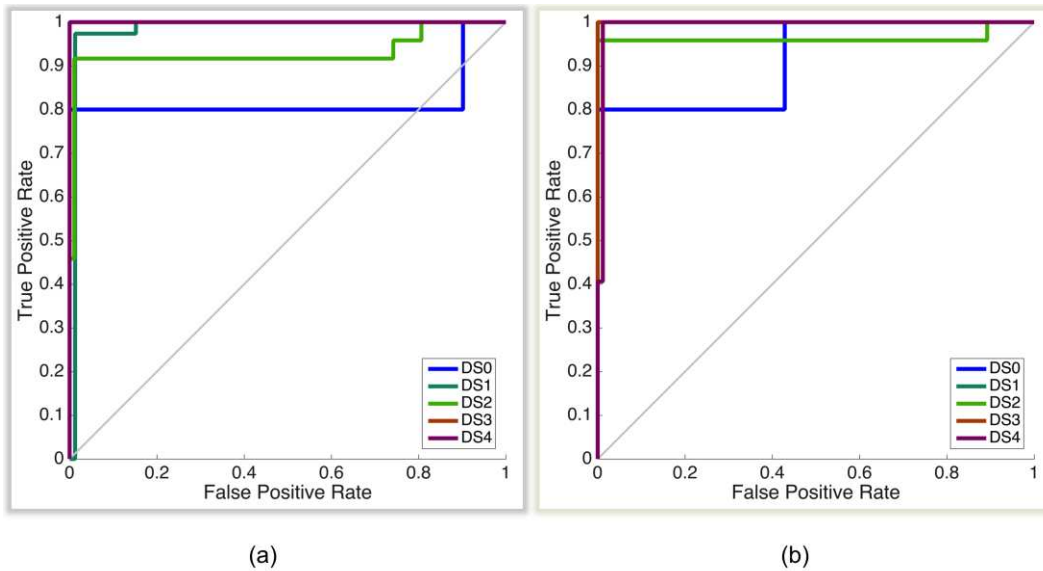 1
0.9
0.8
0.7
0.6
0.5
0.4
0.3
0.2
0.1
0
True Positive Rate
0 0.2 0.4 0.6 0.8 1
False Positive Rate
DS0
DS1
DS2
DS3
DS4
(a)
1
0.9
0.8
0.7
0.6
0.5
0.4
0.3
0.2
0.1
0
True Positive Rate
0 0.2 0.4 0.6 0.8 1
False Positive Rate
DS0
DS1
DS2
DS3
DS4
(b)